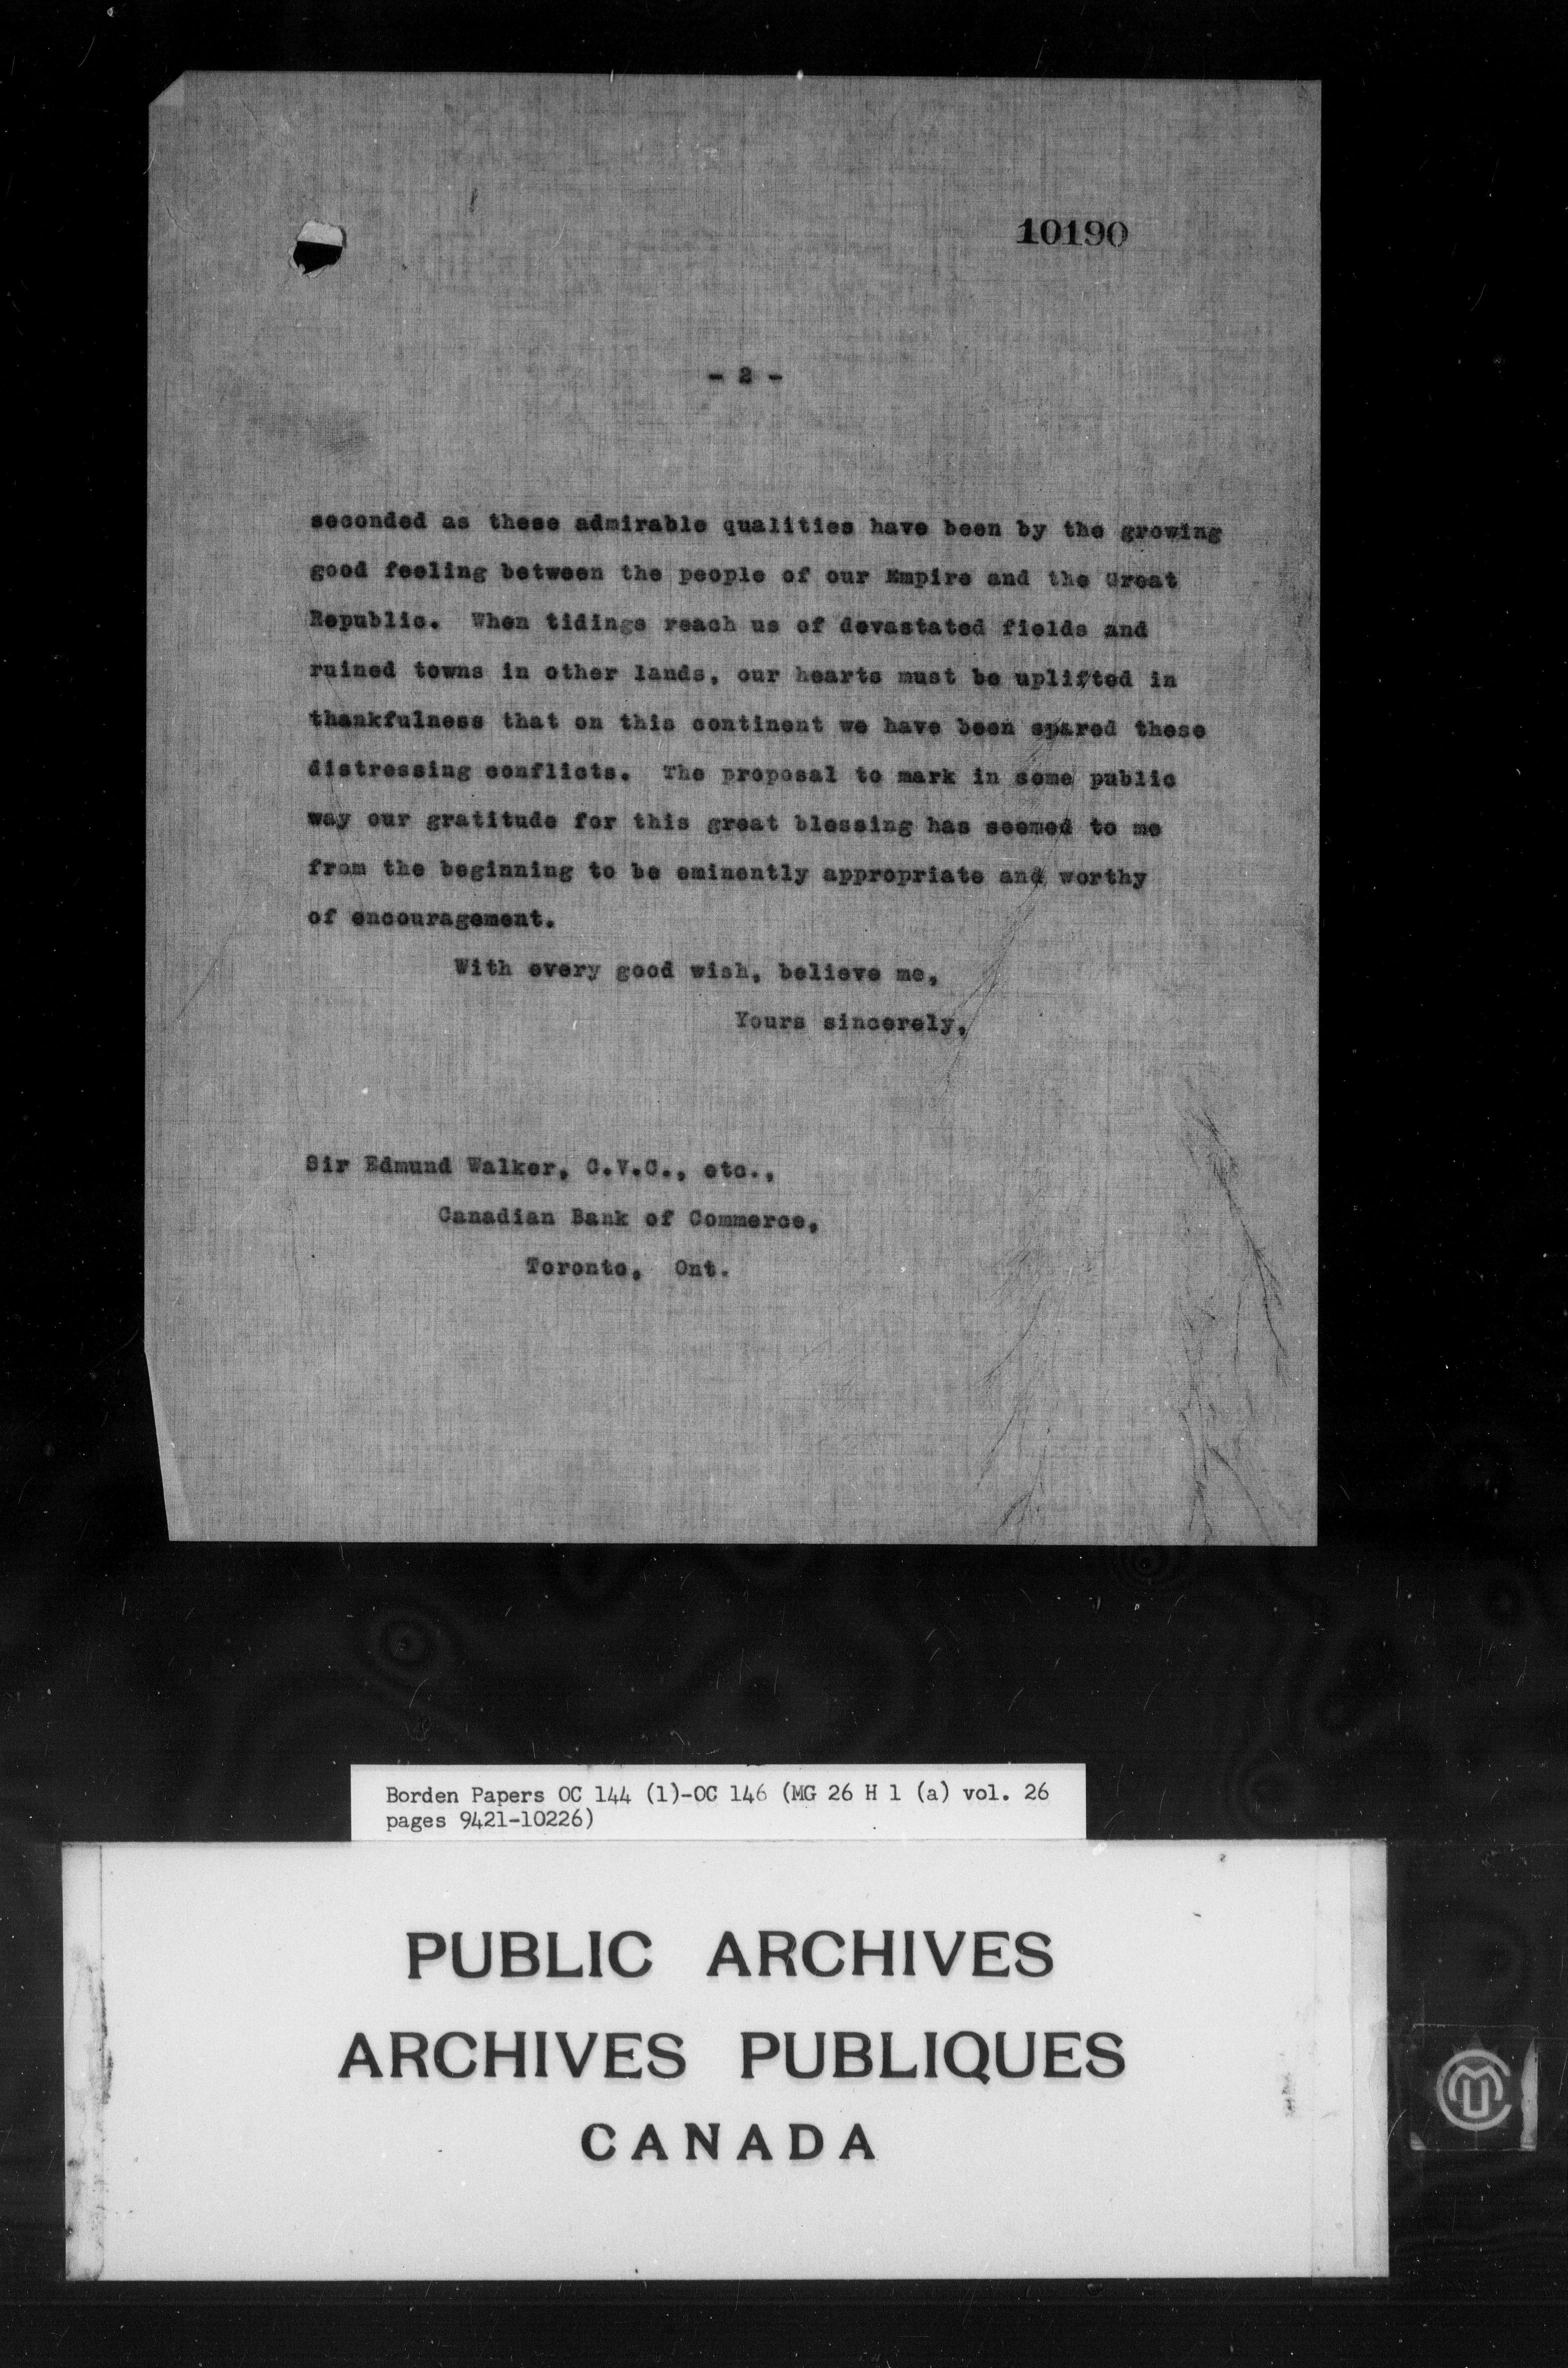 10190
- 2 -
seconded as these admirable qualities have been by the growing
good feeling between the people of our Empire and the Great
Republic. When tidings reach us of devastated fields and
ruined towns in other lands, our hearts must be uplifted in
thankfulness that on this continent we have been spared these
distressing conflicts. The proposal to mark in some public
way our gratitude for this great blessing has seemed to me
from the beginning to be eminently appropriate and worthy
of encouragement.
With every good wish, believe me,
Yours sincerely,
Sir Edmund Walker, C.V.O., etc.,
Canadian Bank of Commerce,
Toronto, Ont.
Borden Papers OC 144 (1)-OC 146 (MG 26 H 1 (a) vol. 26
pages 9421-10226)
PUBLIC ARCHIVES
ARCHIVES PUBLIQUES
CANADA